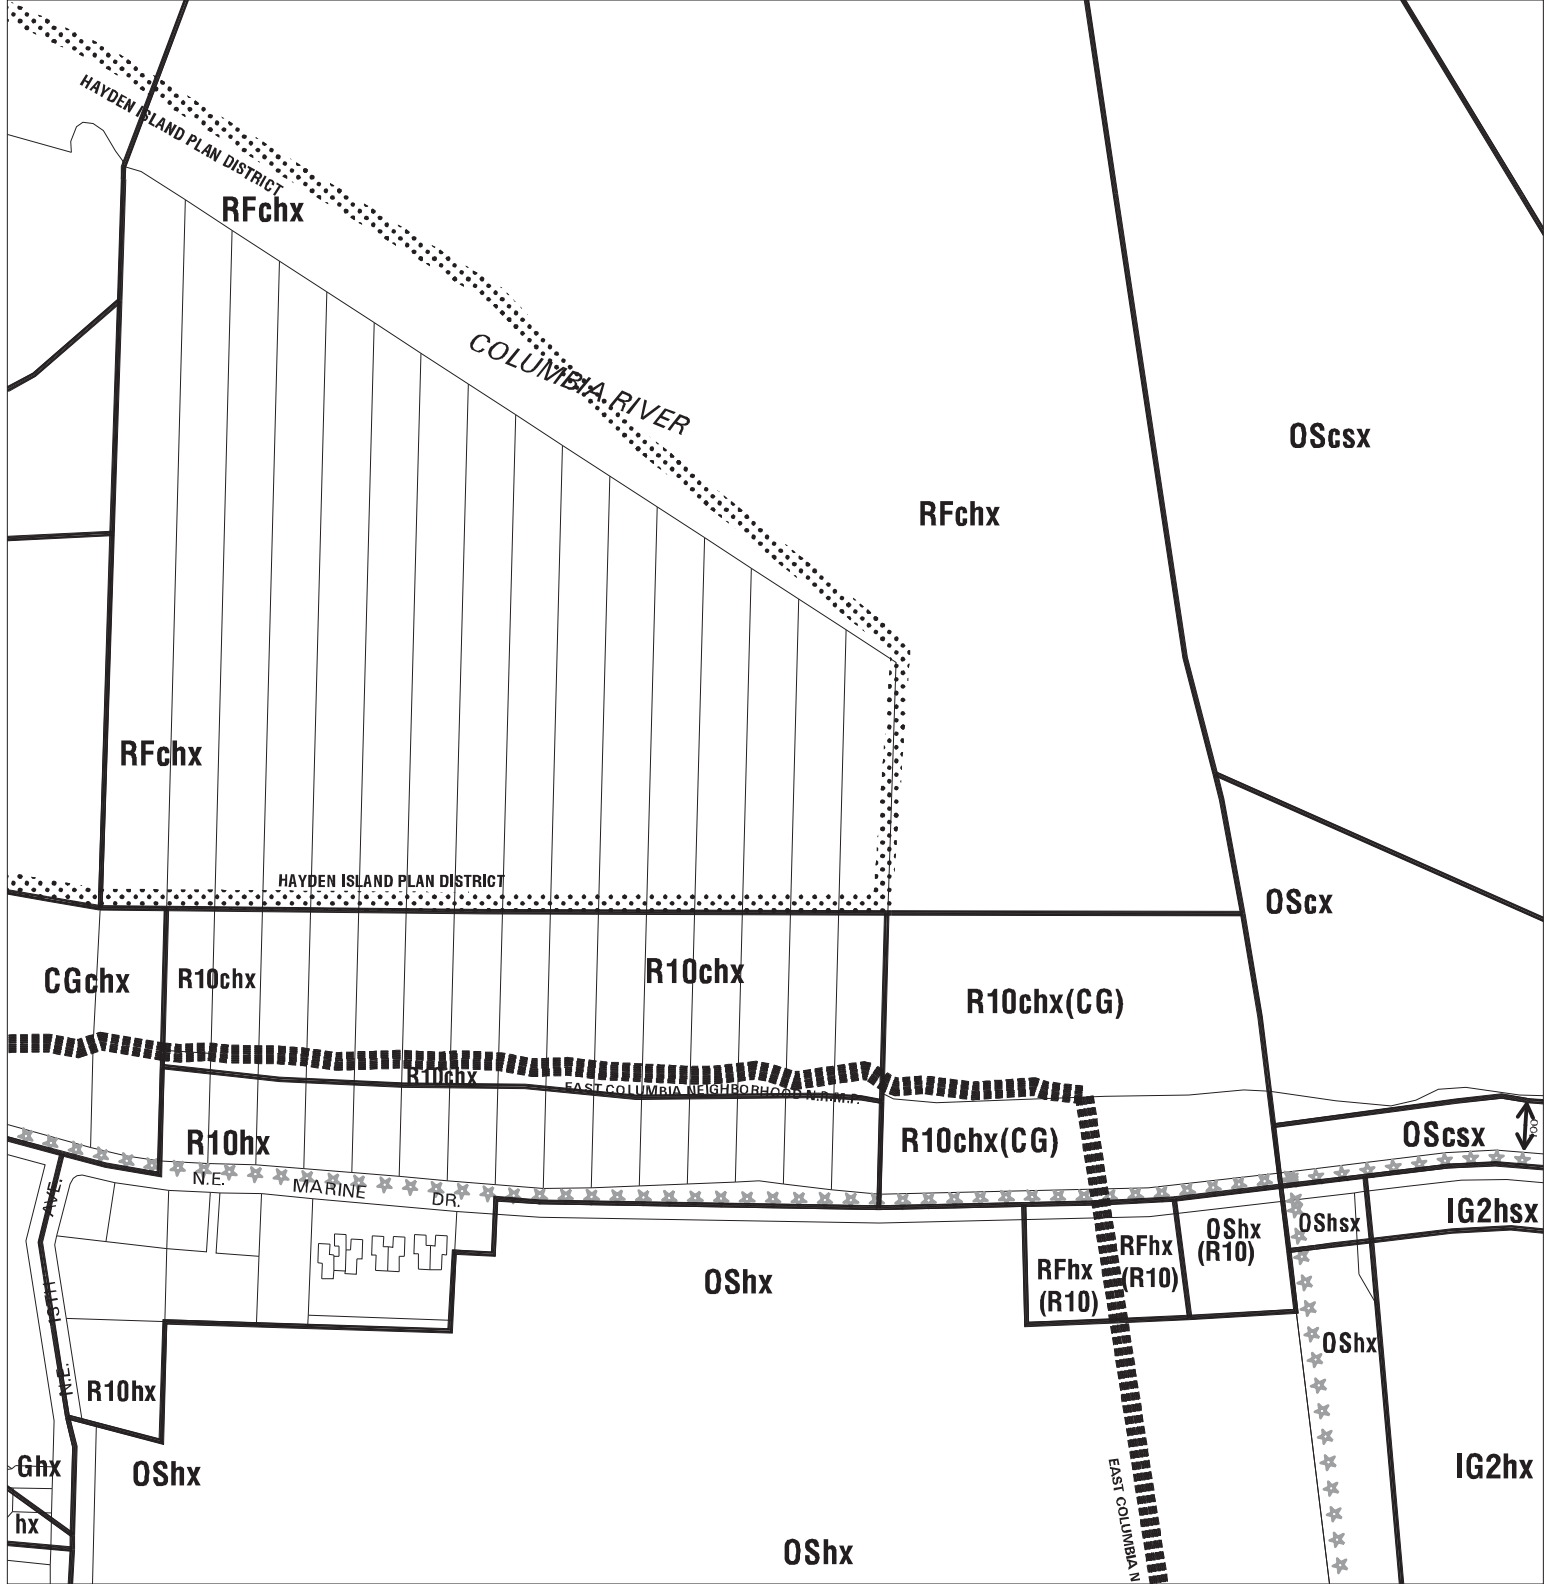 HAYDEN ISLAND PLAN DISTRICT
RFchx
COLUMBIA RIVER
OScsx
RFchx
RFchx
HAYDEN ISLAND PLAN DISTRICT
OScx
CGchx
R10chx
R10chx
R10chx(CG)
R10chx
EAST COLUMBIA NEIGHBORHOOD N.R.M.P.
R10hx
R10chx(CG)
OScsx
100
N.E. MARINE DR.
N.E. 15TH AVE.
OShx
RFhx
(R10)
RFhx
(R10)
OShx
(R10)
OShsx
IG2hsx
OShx
R10hx
Ghx
hx
OShx
IG2hx
EAST COLUMBIA N
OShx